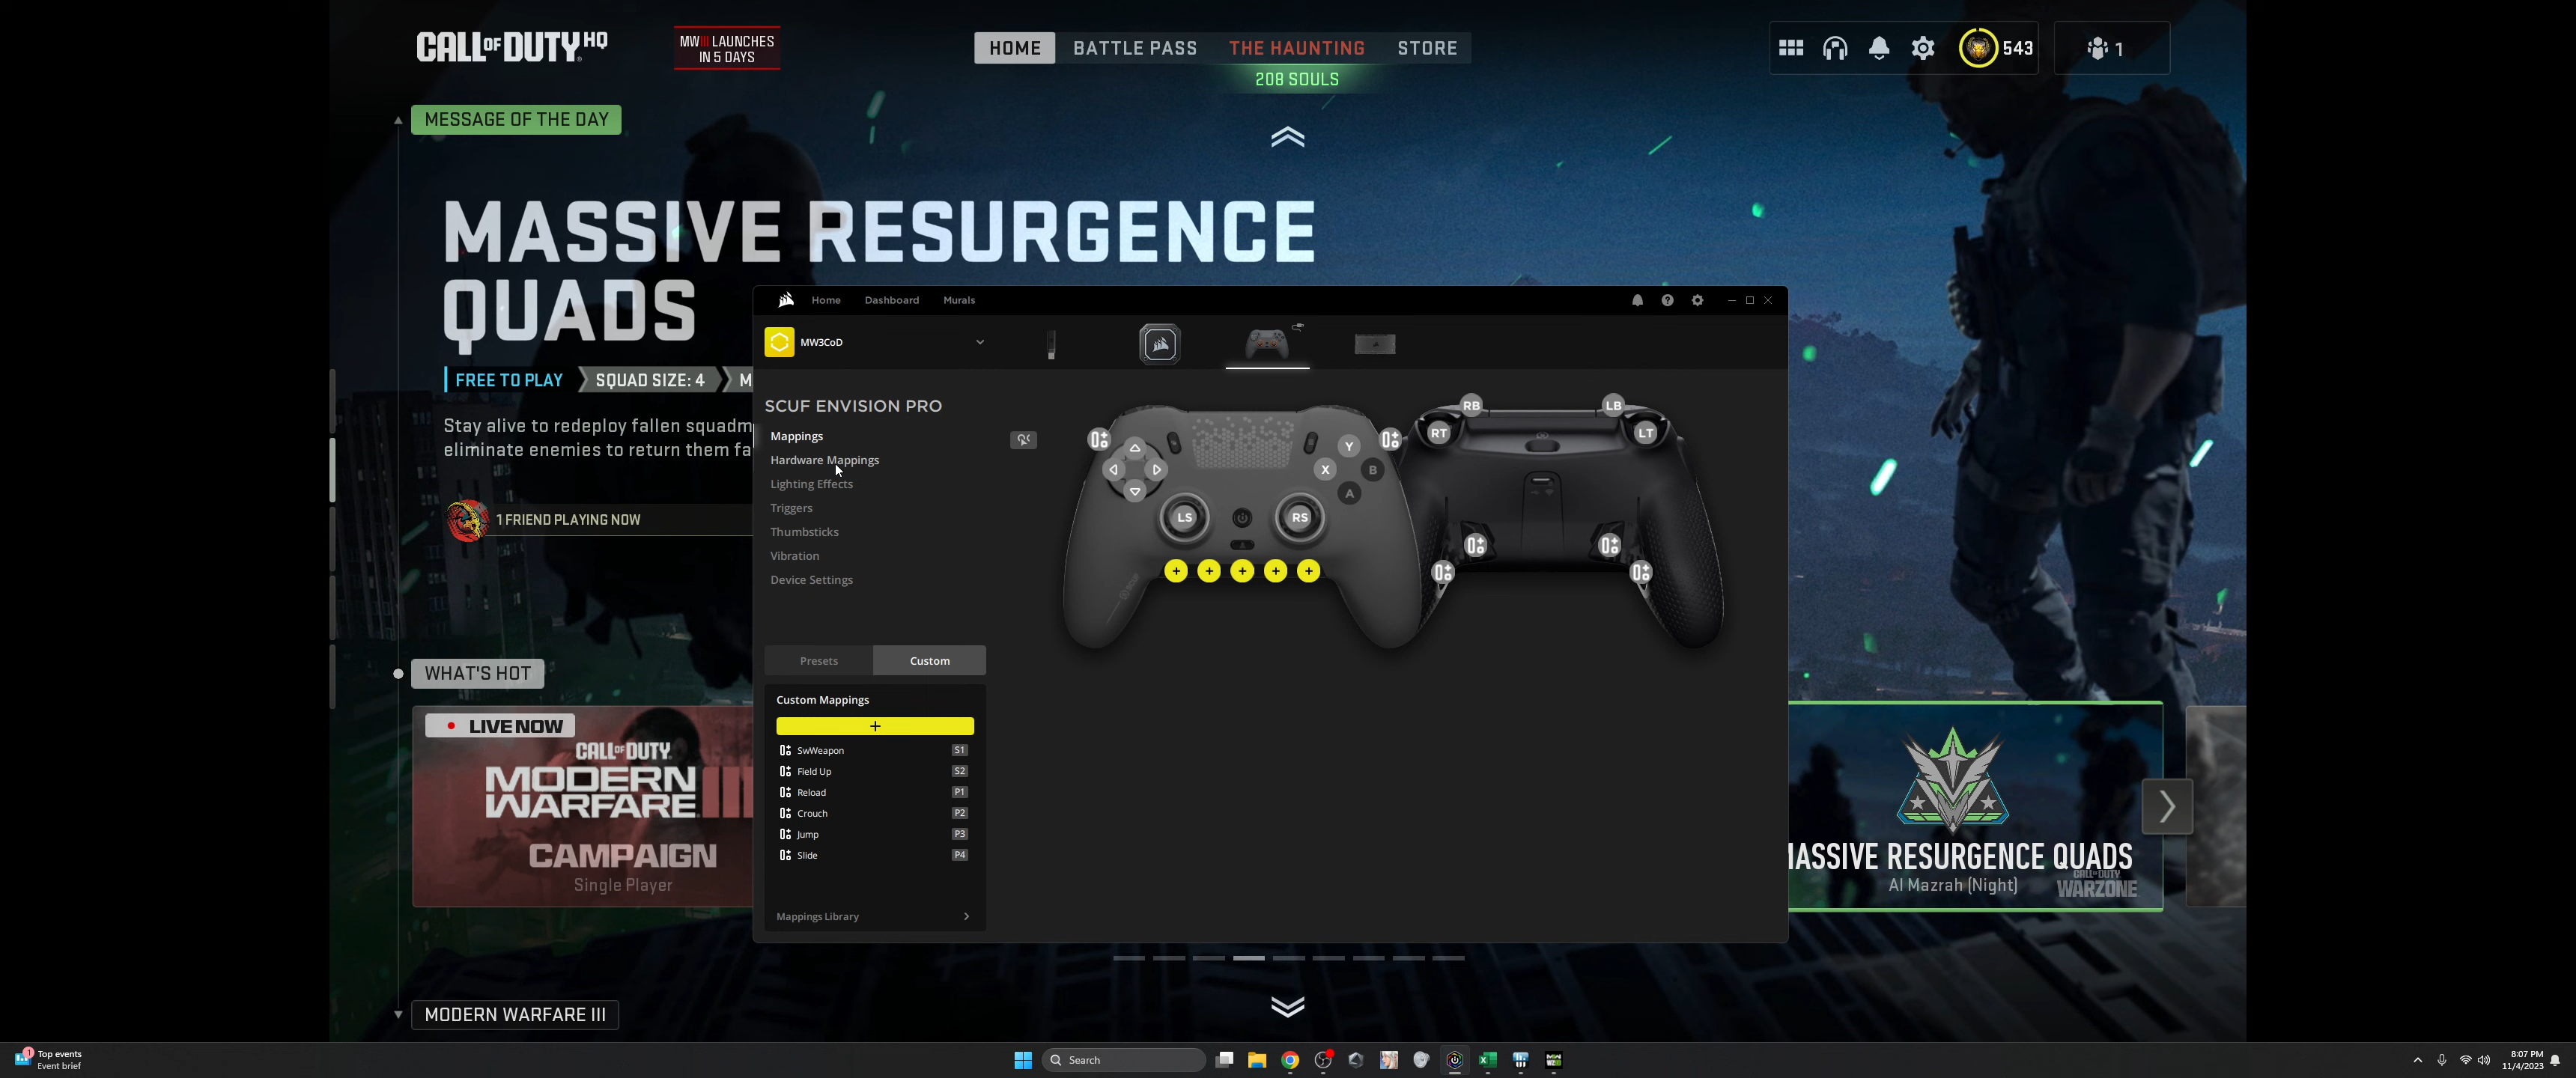 CALL OF DUTY HQ
MWIII LAUNCHES
IN 5 DAYS
HOME
BATTLE PASS
THE HAUNTING
STORE
208 SOULS
543
1
MESSAGE OF THE DAY
MASSIVE RESURGENCE
QUADS
FREE TO PLAY
SQUAD SIZE: 4
M
Stay alive to redeploy fallen squadm
eliminate enemies to return them fa
1 FRIEND PLAYING NOW
WHAT'S HOT
LIVE NOW
CALL OF DUTY
MODERN
WARFARE III
CAMPAIGN
Single Player
MODERN WARFARE III
Home
Dashboard
Murals
MW3CoD
SCUF ENVISION PRO
Mappings
Hardware Mappings
Lighting Effects
Triggers
Thumbsticks
Vibration
Device Settings
Presets
Custom
Custom Mappings
+
SwWeapon S1
Field Up S2
Reload P1
Crouch P2
Jump P3
Slide P4
Mappings Library
Y
X
B
A
LS
RS
+ + + + +
RB
LB
RT
LT
MASSIVE RESURGENCE QUADS
Al Mazrah (Night)
CALL OF DUTY
WARZONE
1
Top events
Event brief
Search
8:07 PM
11/4/2023